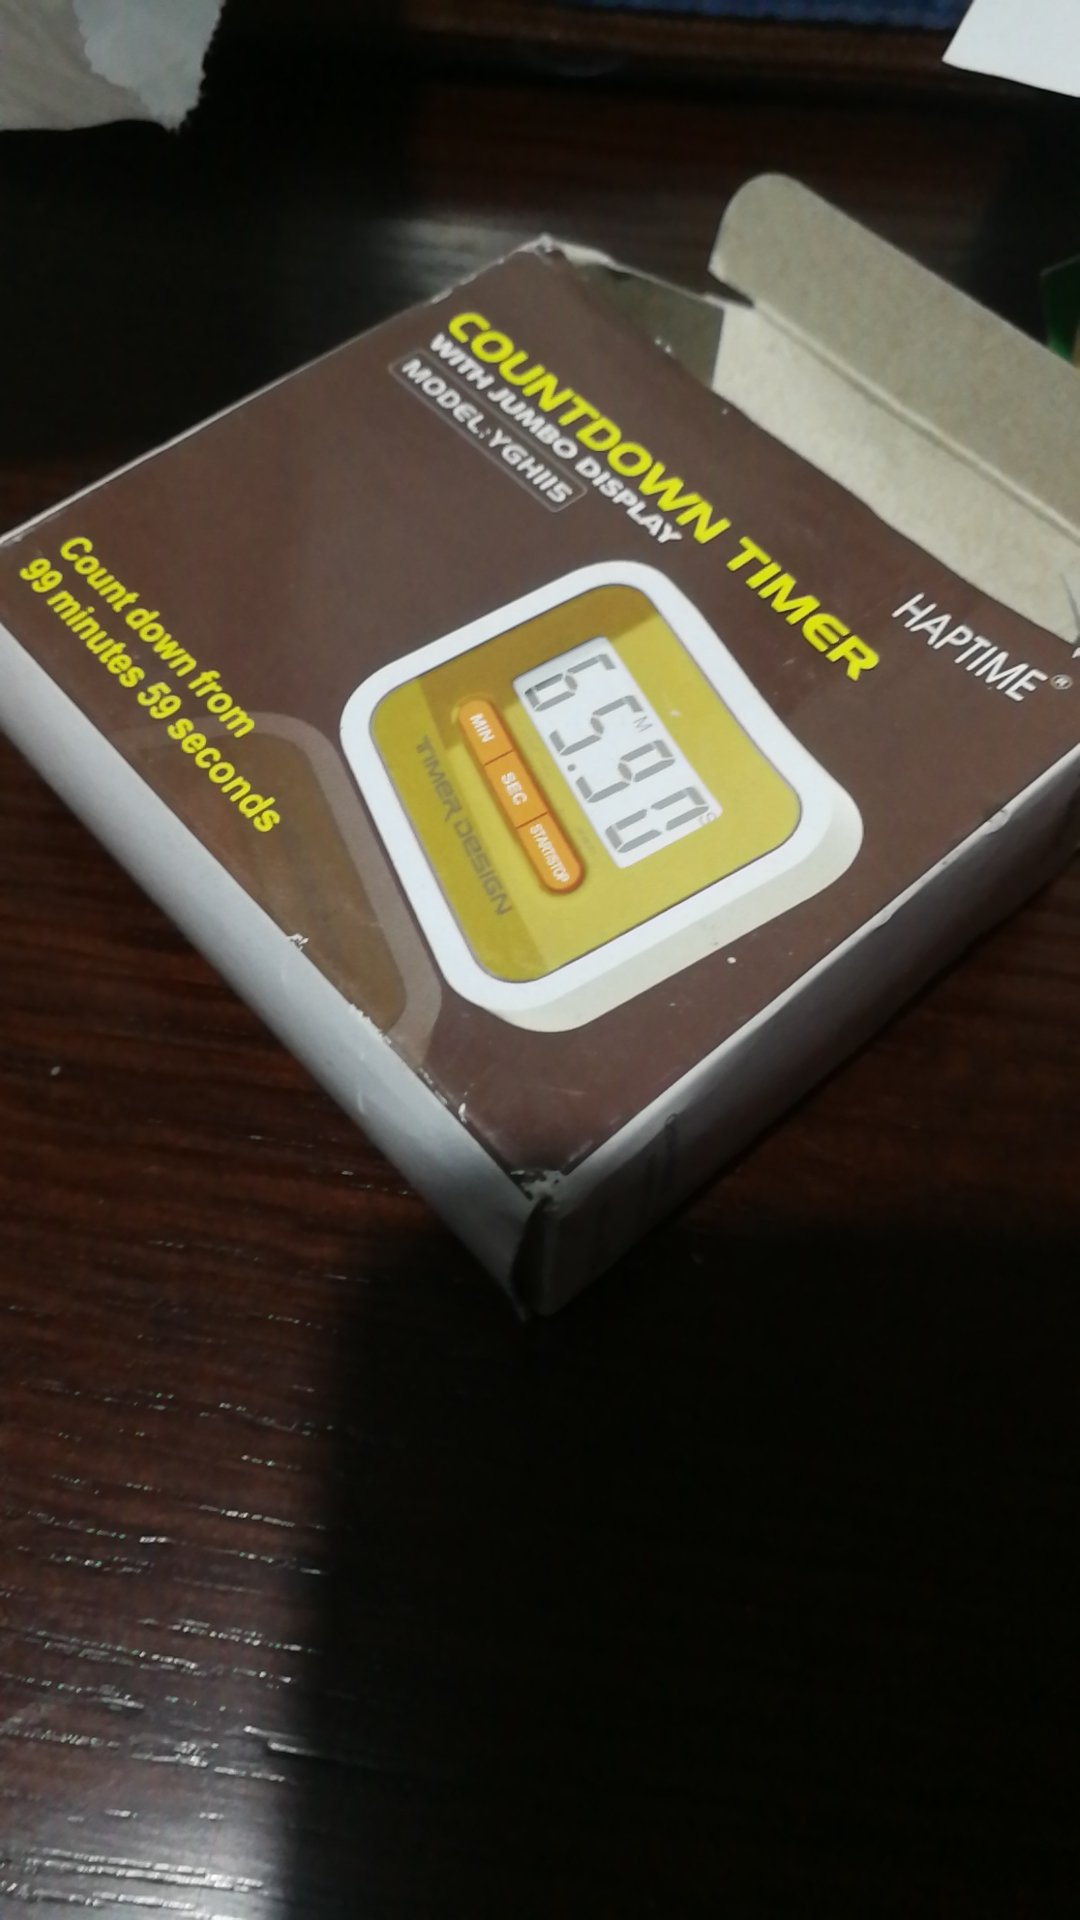 HAPTIME®
COUNTDOWN TIMER
WITH JUMBO DISPLAY
MODEL:YGH115
M S
MIN SEC START/STOP
TIMER DESIGN
Count down from
99 minutes 59 seconds